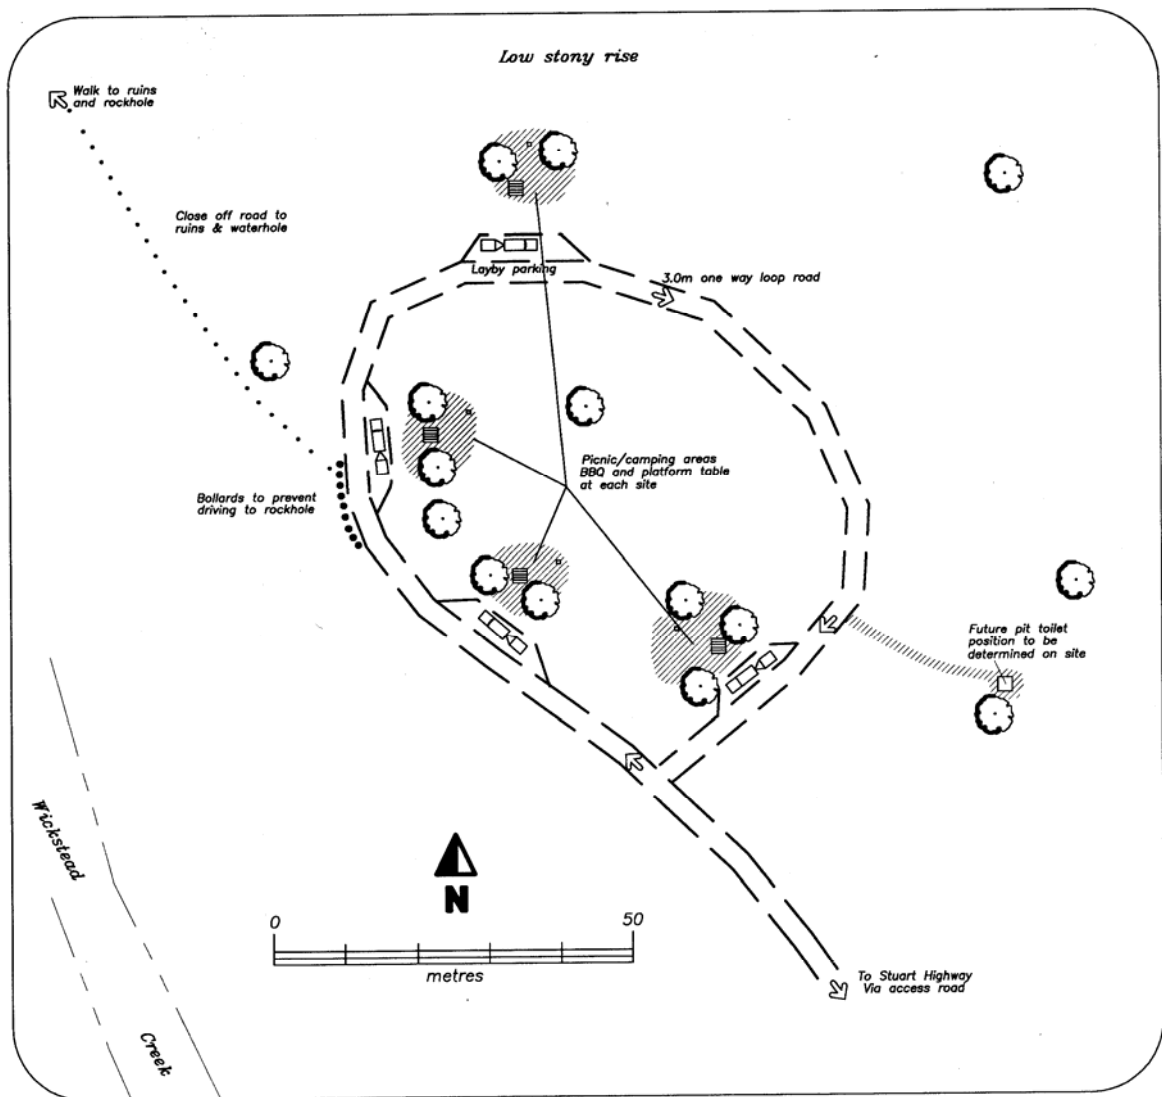 Low stony rise
Walk to ruins
and rockhole
Close off road to
ruins & waterhole
Layby parking
3.0m one way loop road
Picnic/camping areas
BBQ and platform table
at each site
Bollards to prevent
driving to rockhole
Future pit toilet
position to be
determined on site
Wickstead
Creek
N
0
50
metres
To Stuart Highway
Via access road